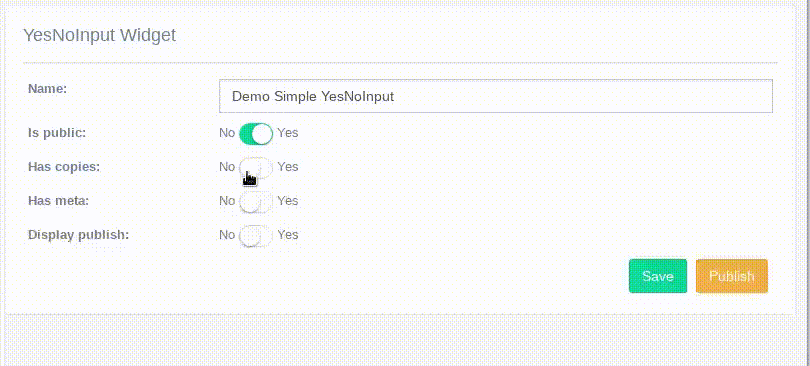 YesNoInput Widget
Name: Demo Simple YesNoInput
Is public: No Yes
Has copies: No Yes
Has meta: No Yes
Display publish: No Yes
Save Publish